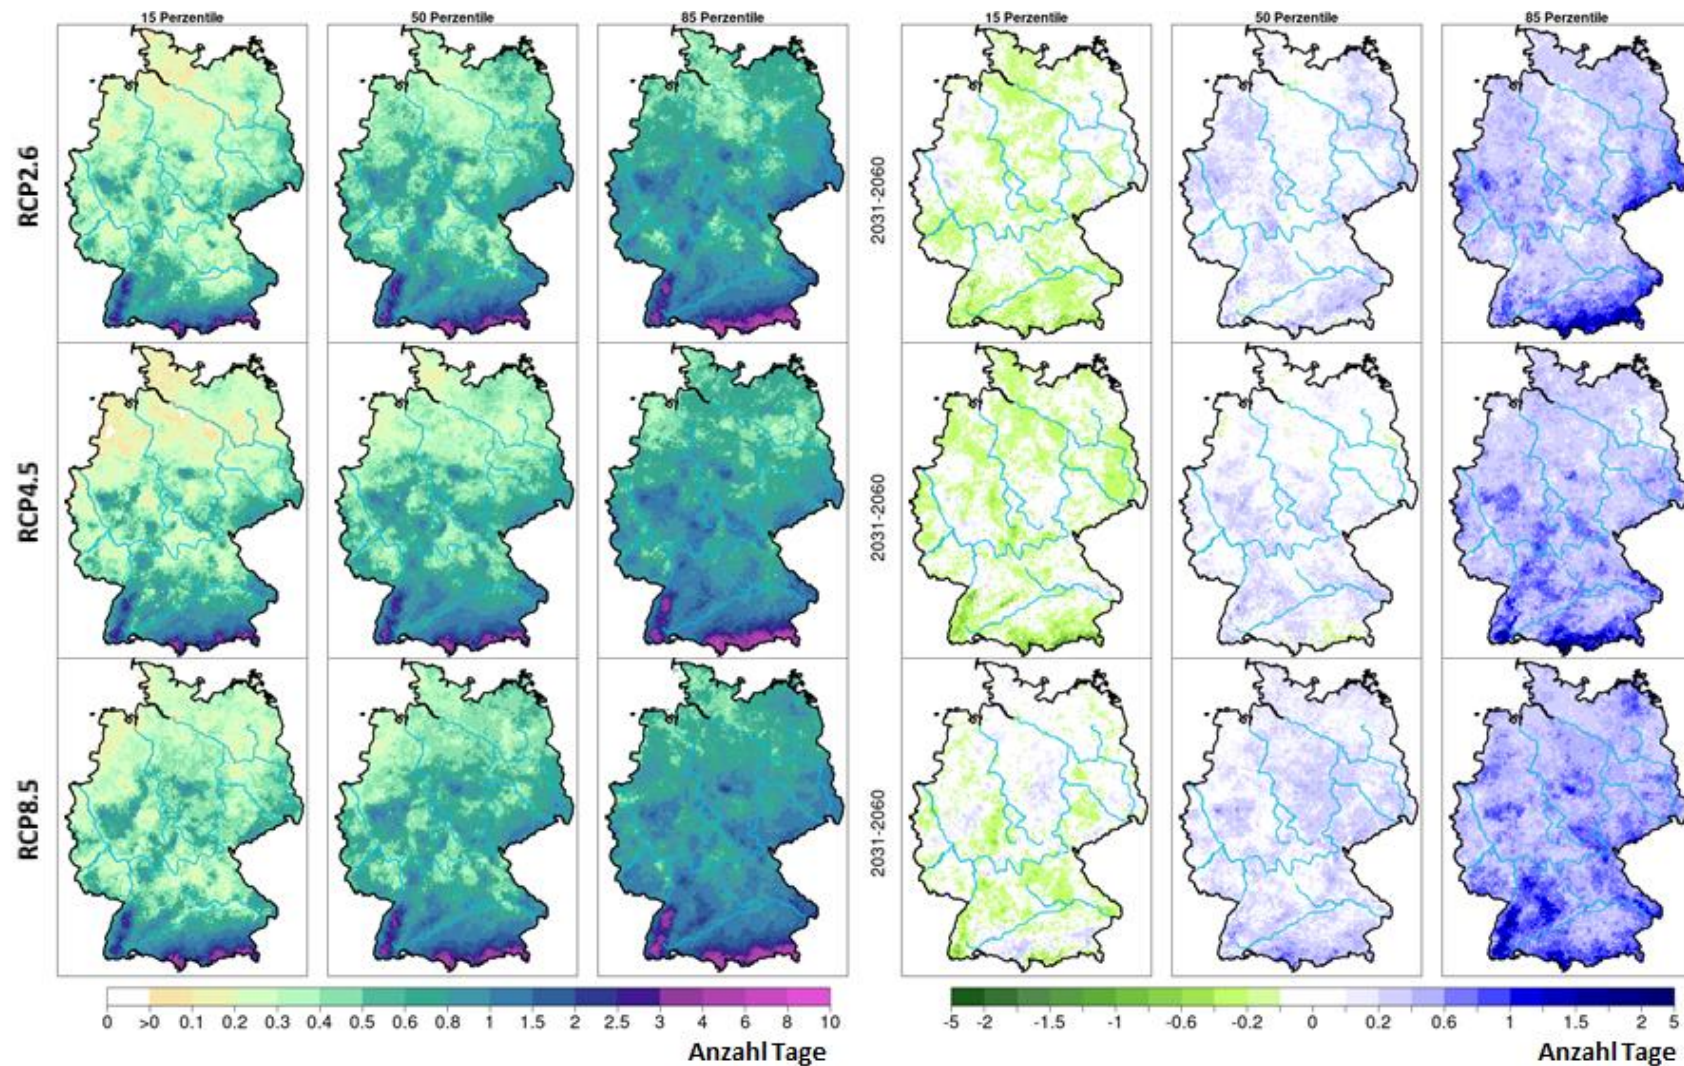 15 Perzentile 50 Perzentile 85 Perzentile 15 Perzentile 50 Perzentile 85 Perzentile
RCP2.6
2031-2060
RCP4.5
2031-2060
RCP8.5
2031-2060
0 >0 0.1 0.2 0.3 0.4 0.5 0.6 0.8 1 1.5 2 2.5 3 4 6 8 10
-5 -2 -1.5 -1 -0.6 -0.2 0 0.2 0.6 1 1.5 2 5
Anzahl Tage
Anzahl Tage